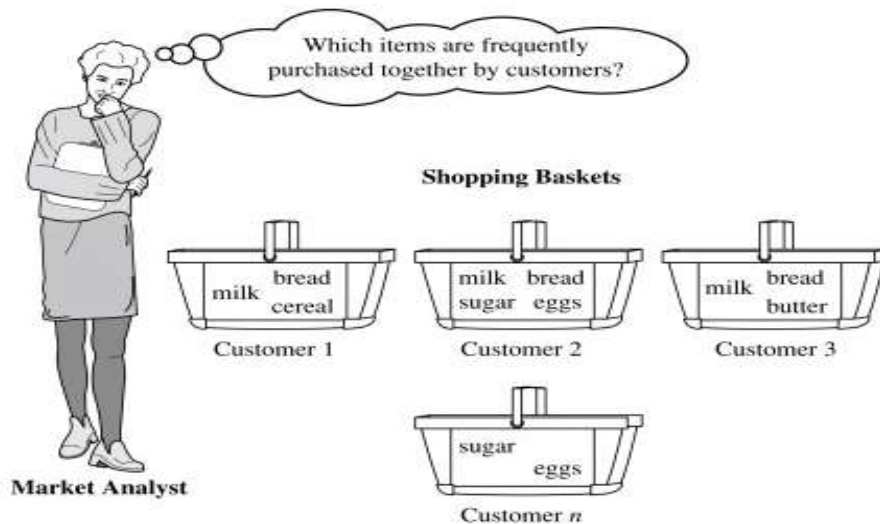 Which items are frequently
purchased together by customers?
Shopping Baskets
milk bread
cereal
Customer 1
milk bread
sugar eggs
Customer 2
milk bread
butter
Customer 3
sugar
eggs
Customer n
Market Analyst